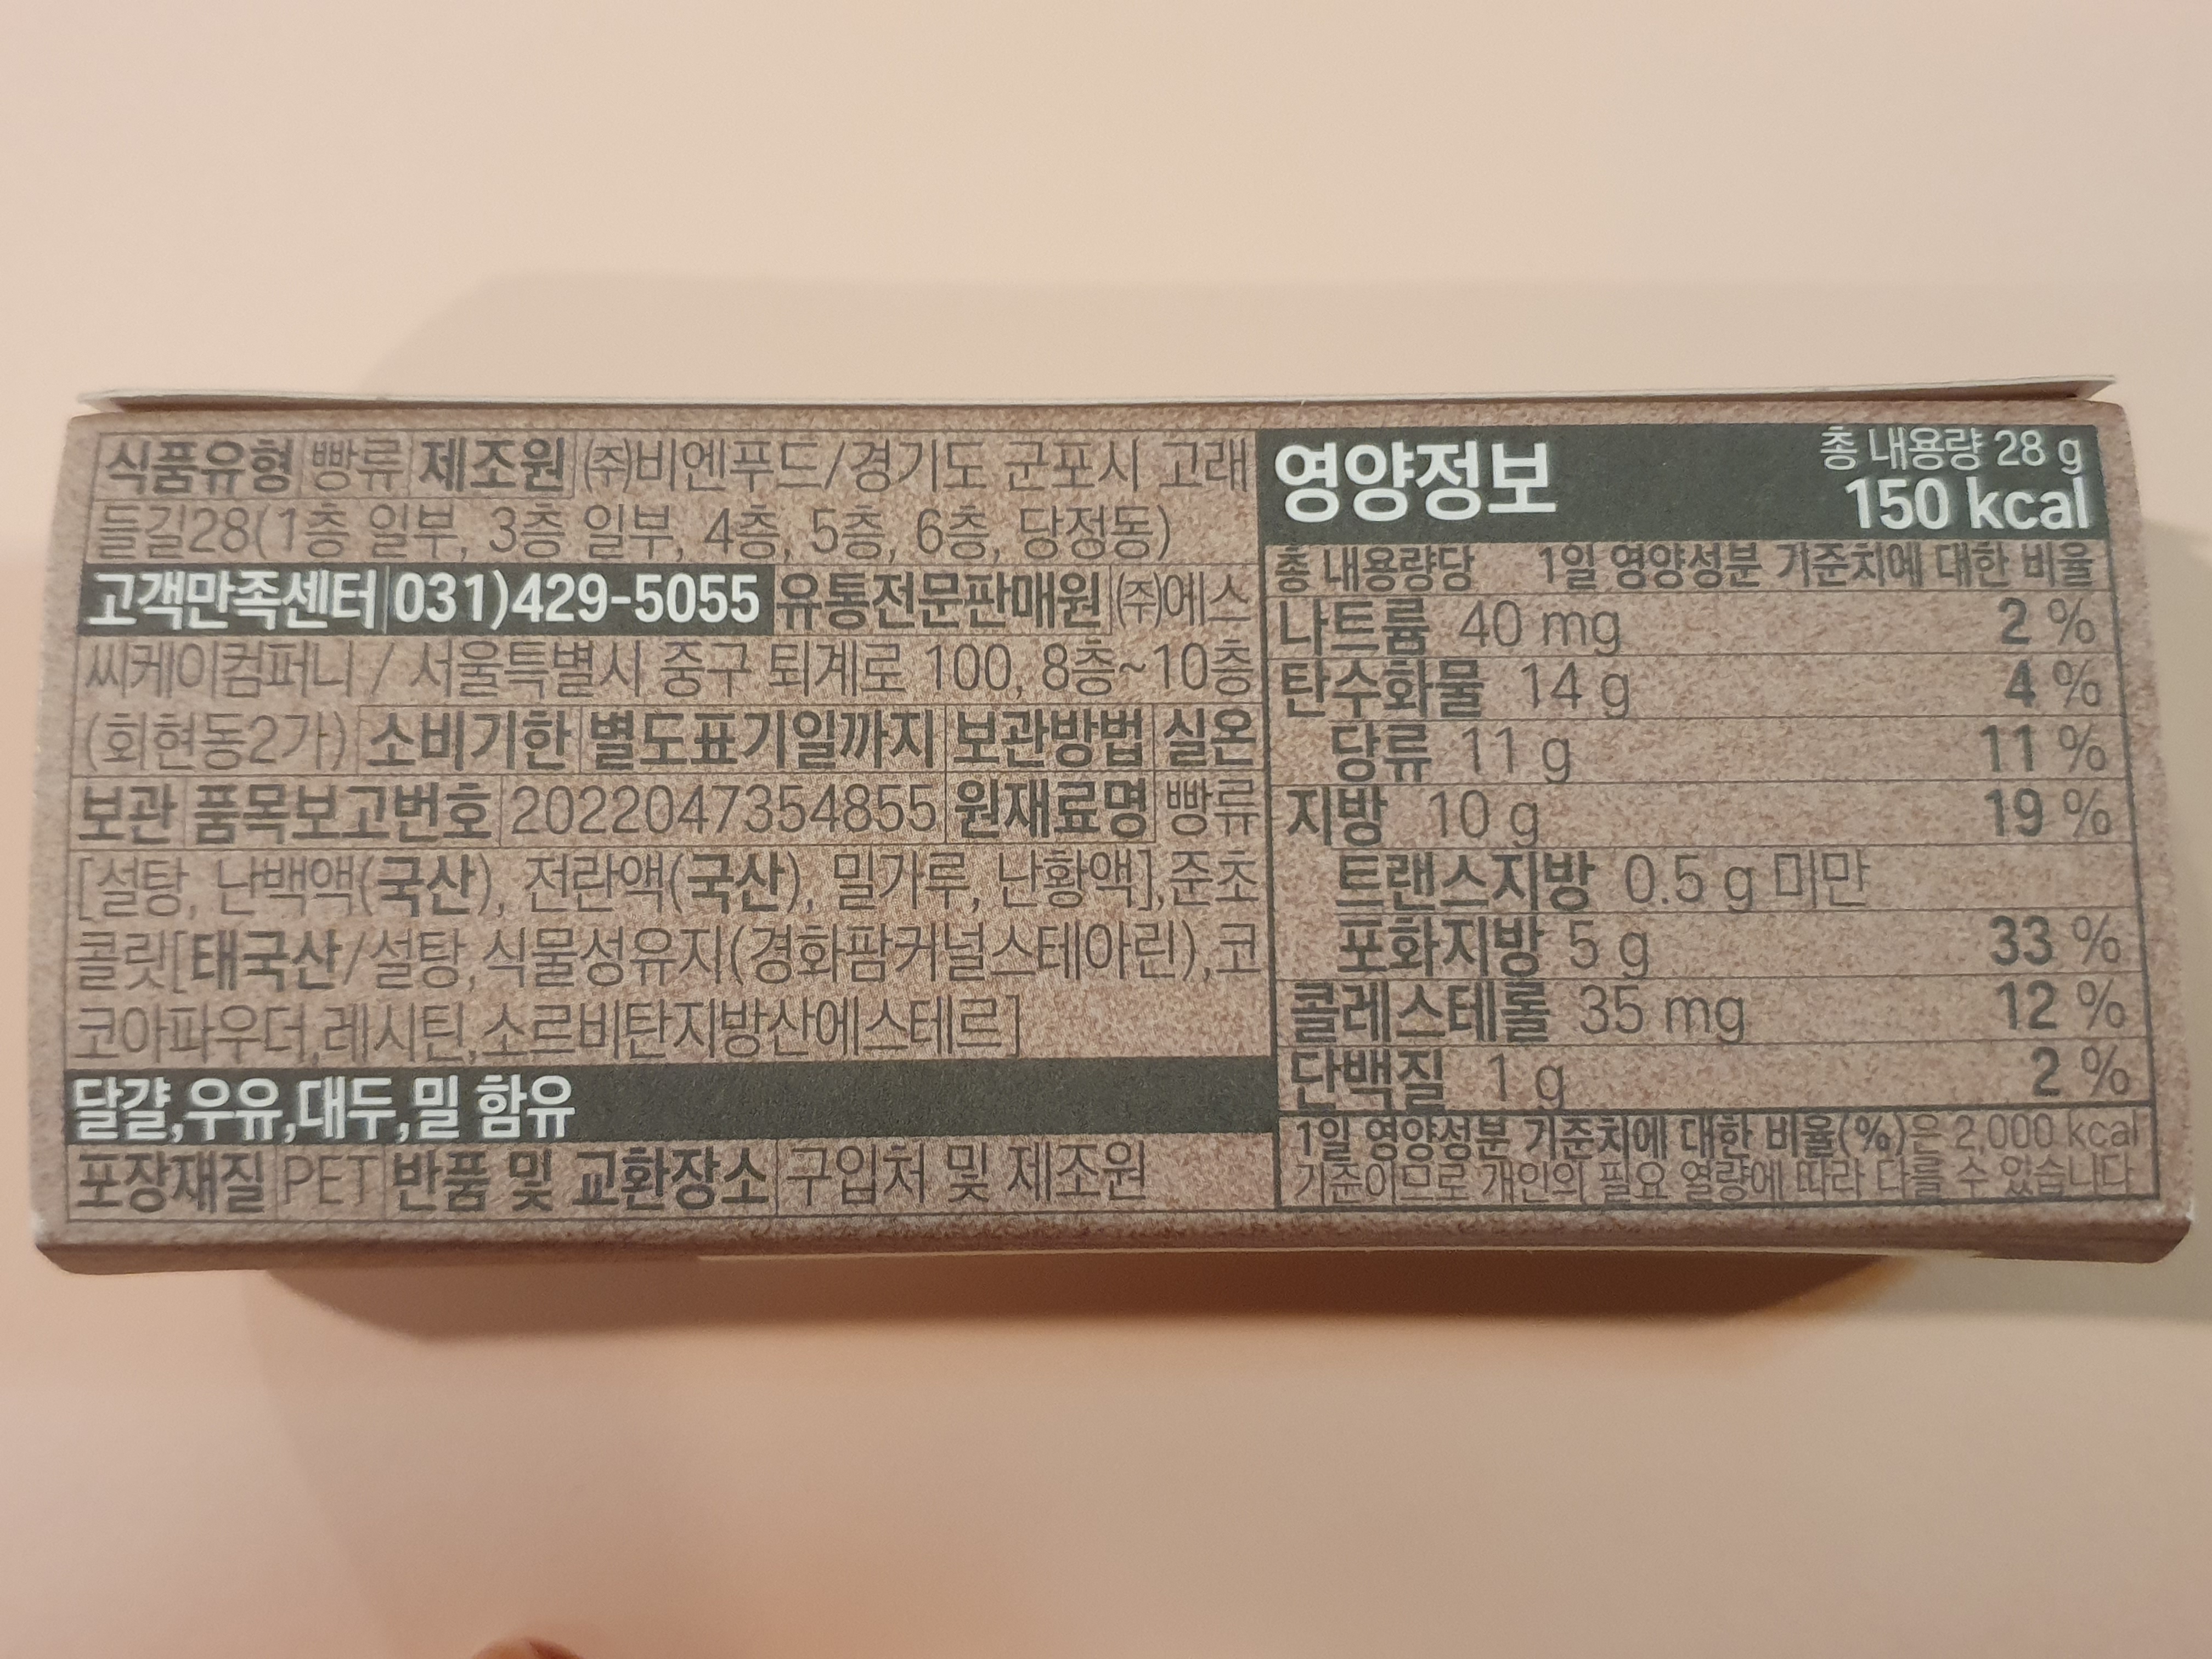 식품유형 빵류 제조원 ㈜비엔푸드/경기도 군포시 고래
들길28(1층 일부, 3층 일부, 4층, 5층, 6층, 당정동)
고객만족센터 031)429-5055 유통전문판매원 ㈜에스
씨케이컴퍼니 / 서울특별시 중구 퇴계로 100, 8층~10층
(회현동2가) 소비기한 별도표기일까지 보관방법 실온
보관 품목보고번호 2022047354855 원재료명 빵류
[설탕, 난백액(국산), 전란액(국산), 밀가루, 난황액],준초
콜릿[태국산/설탕,식물성유지(경화팜커널스테아린),코
코아파우더,레시틴,소르비탄지방산에스테르]
달걀,우유,대두,밀 함유
포장재질 PET 반품 및 교환장소 구입처 및 제조원
영양정보 총 내용량 28 g
150 kcal
총 내용량당 1일 영양성분 기준치에 대한 비율
나트륨 40 mg 2 %
탄수화물 14 g 4 %
당류 11 g 11 %
지방 10 g 19 %
트랜스지방 0.5 g 미만
포화지방 5 g 33 %
콜레스테롤 35 mg 12 %
단백질 1 g 2 %
1일 영양성분 기준치에 대한 비율(%)은 2,000 kcal
기준이므로 개인의 필요 열량에 따라 다를 수 있습니다